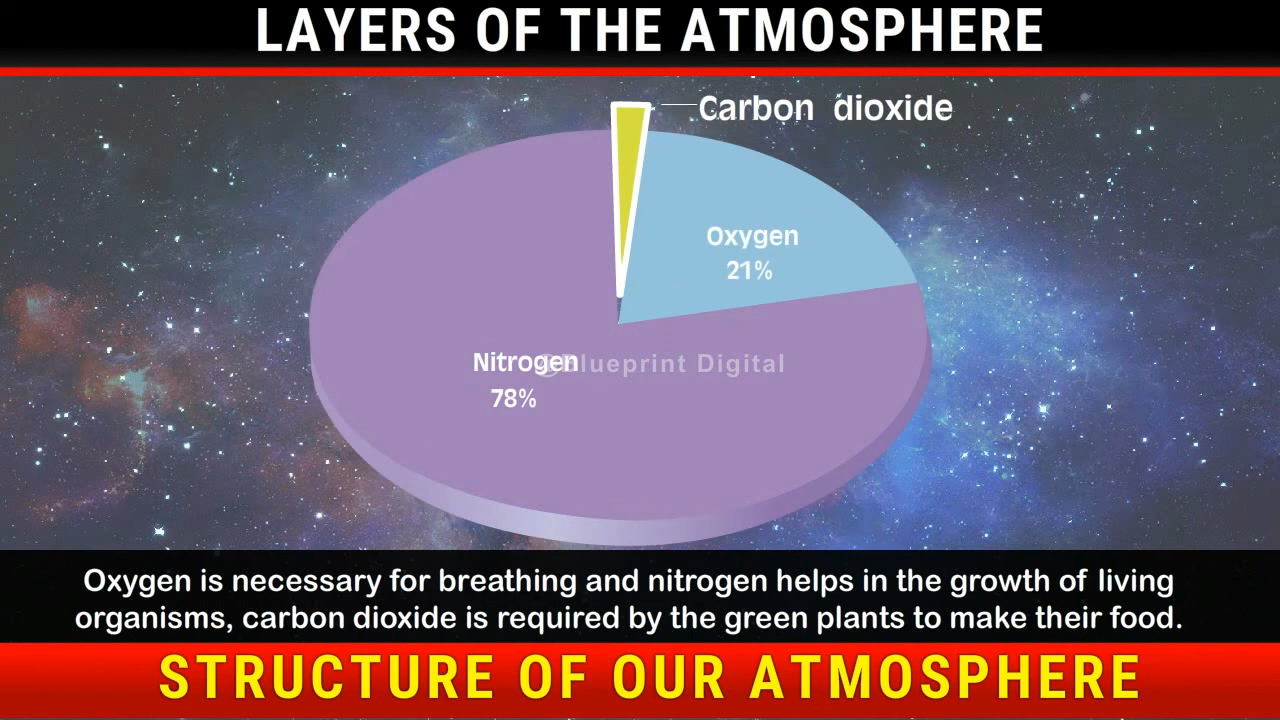 LAYERS OF THE ATMOSPHERE
Carbon dioxide
Oxygen
21%
Nitrogen
©Blueprint Digital
78%
Oxygen is necessary for breathing and nitrogen helps in the growth of living
organisms, carbon dioxide is required by the green plants to make their food.
STRUCTURE OF OUR ATMOSPHERE